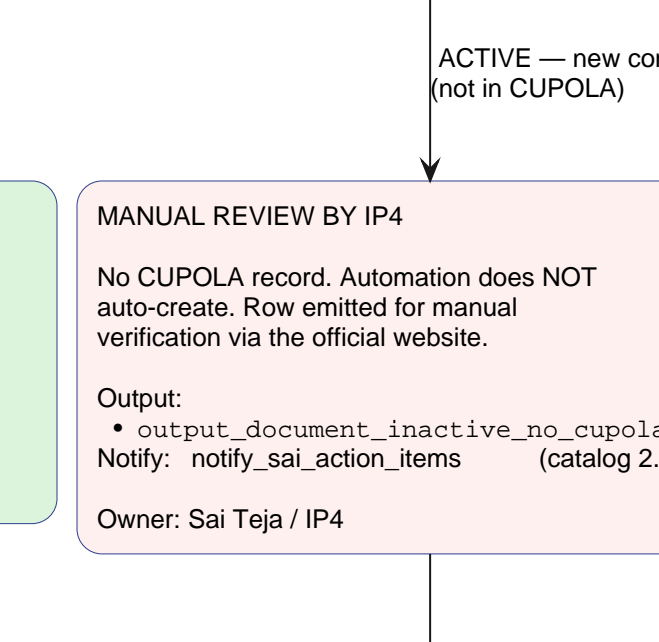 ACTIVE — new
(not in CUPOLA)
MANUAL REVIEW BY IP4
No CUPOLA record. Automation does NOT
auto-create. Row emitted for manual
verification via the official website.
Output:
• output_document_inactive_no_cupola
Notify: notify_sai_action_items (catalog 2.
Owner: Sai Teja / IP4